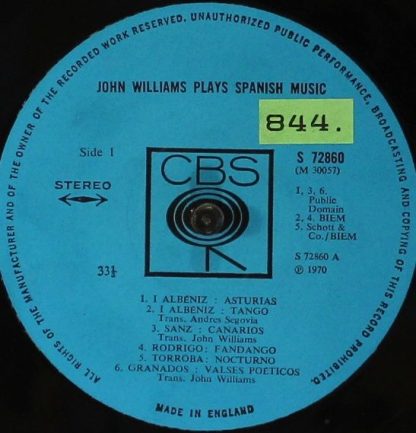 ALL RIGHTS OF THE MANUFACTURER AND OF THE OWNER OF THE RECORDED WORK RESERVED. UNAUTHORIZED PUBLIC PERFORMANCE, BROADCASTING AND COPYING OF THIS RECORD PROHIBITED.
JOHN WILLIAMS PLAYS SPANISH MUSIC
844.
Side 1
STEREO
33⅓
CBS
S 72860
(M 30057)
1, 3, 6.
Public
Domain
2, 4. BIEM
5. Schott &
Co./BIEM
S 72860 A
℗ 1970
1. I ALBÉNIZ : ASTURIAS
2. I ALBENIZ : TANGO
Trans. Andres Segovia
3. SANZ : CANARIOS
Trans. John Williams
4. RODRIGO: FANDANGO
5. TORROBA: NOCTURNO
6. GRANADOS : VALSES POETICOS
Trans. John Williams
MADE IN ENGLAND